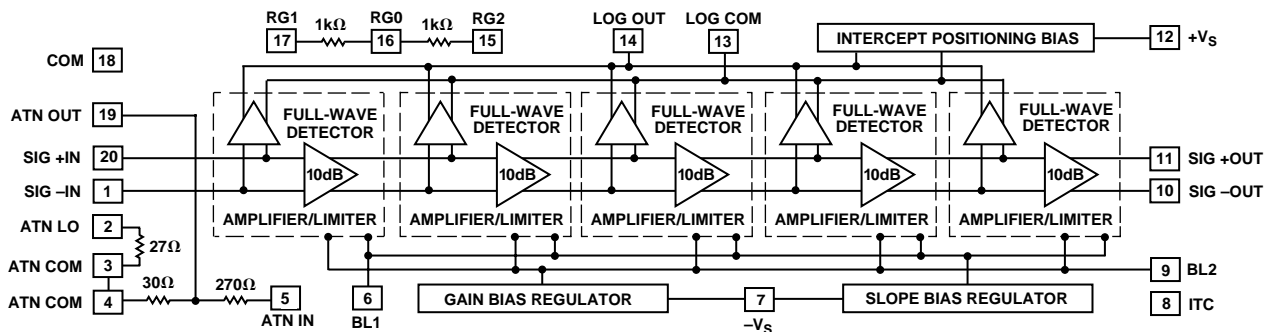 RG1 1kΩ RG0 1kΩ RG2 LOG OUT LOG COM
17 16 15 14 13 INTERCEPT POSITIONING BIAS 12 +VS
COM 18
ATN OUT 19
FULL-WAVE DETECTOR FULL-WAVE DETECTOR FULL-WAVE DETECTOR FULL-WAVE DETECTOR FULL-WAVE DETECTOR
SIG +IN 20 11 SIG +OUT
10dB 10dB 10dB 10dB 10dB
SIG –IN 1 10 SIG –OUT
AMPLIFIER/LIMITER AMPLIFIER/LIMITER AMPLIFIER/LIMITER AMPLIFIER/LIMITER AMPLIFIER/LIMITER
ATN LO 2
27Ω
ATN COM 3 9 BL2
30Ω 270Ω
ATN COM 4 5 6 GAIN BIAS REGULATOR 7 SLOPE BIAS REGULATOR 8 ITC
ATN IN BL1 –VS